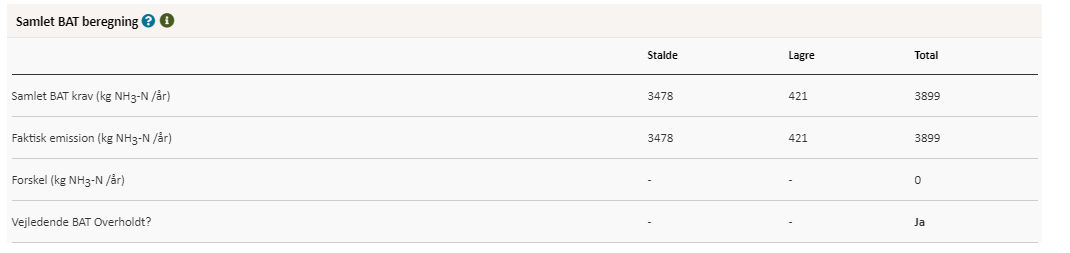 Samlet BAT beregning
Stalde Lagre Total
Samlet BAT krav (kg NH3-N /år) 3478 421 3899
Faktisk emission (kg NH3-N /år) 3478 421 3899
Forskel (kg NH3-N /år) - - 0
Vejledende BAT Overholdt? - - Ja